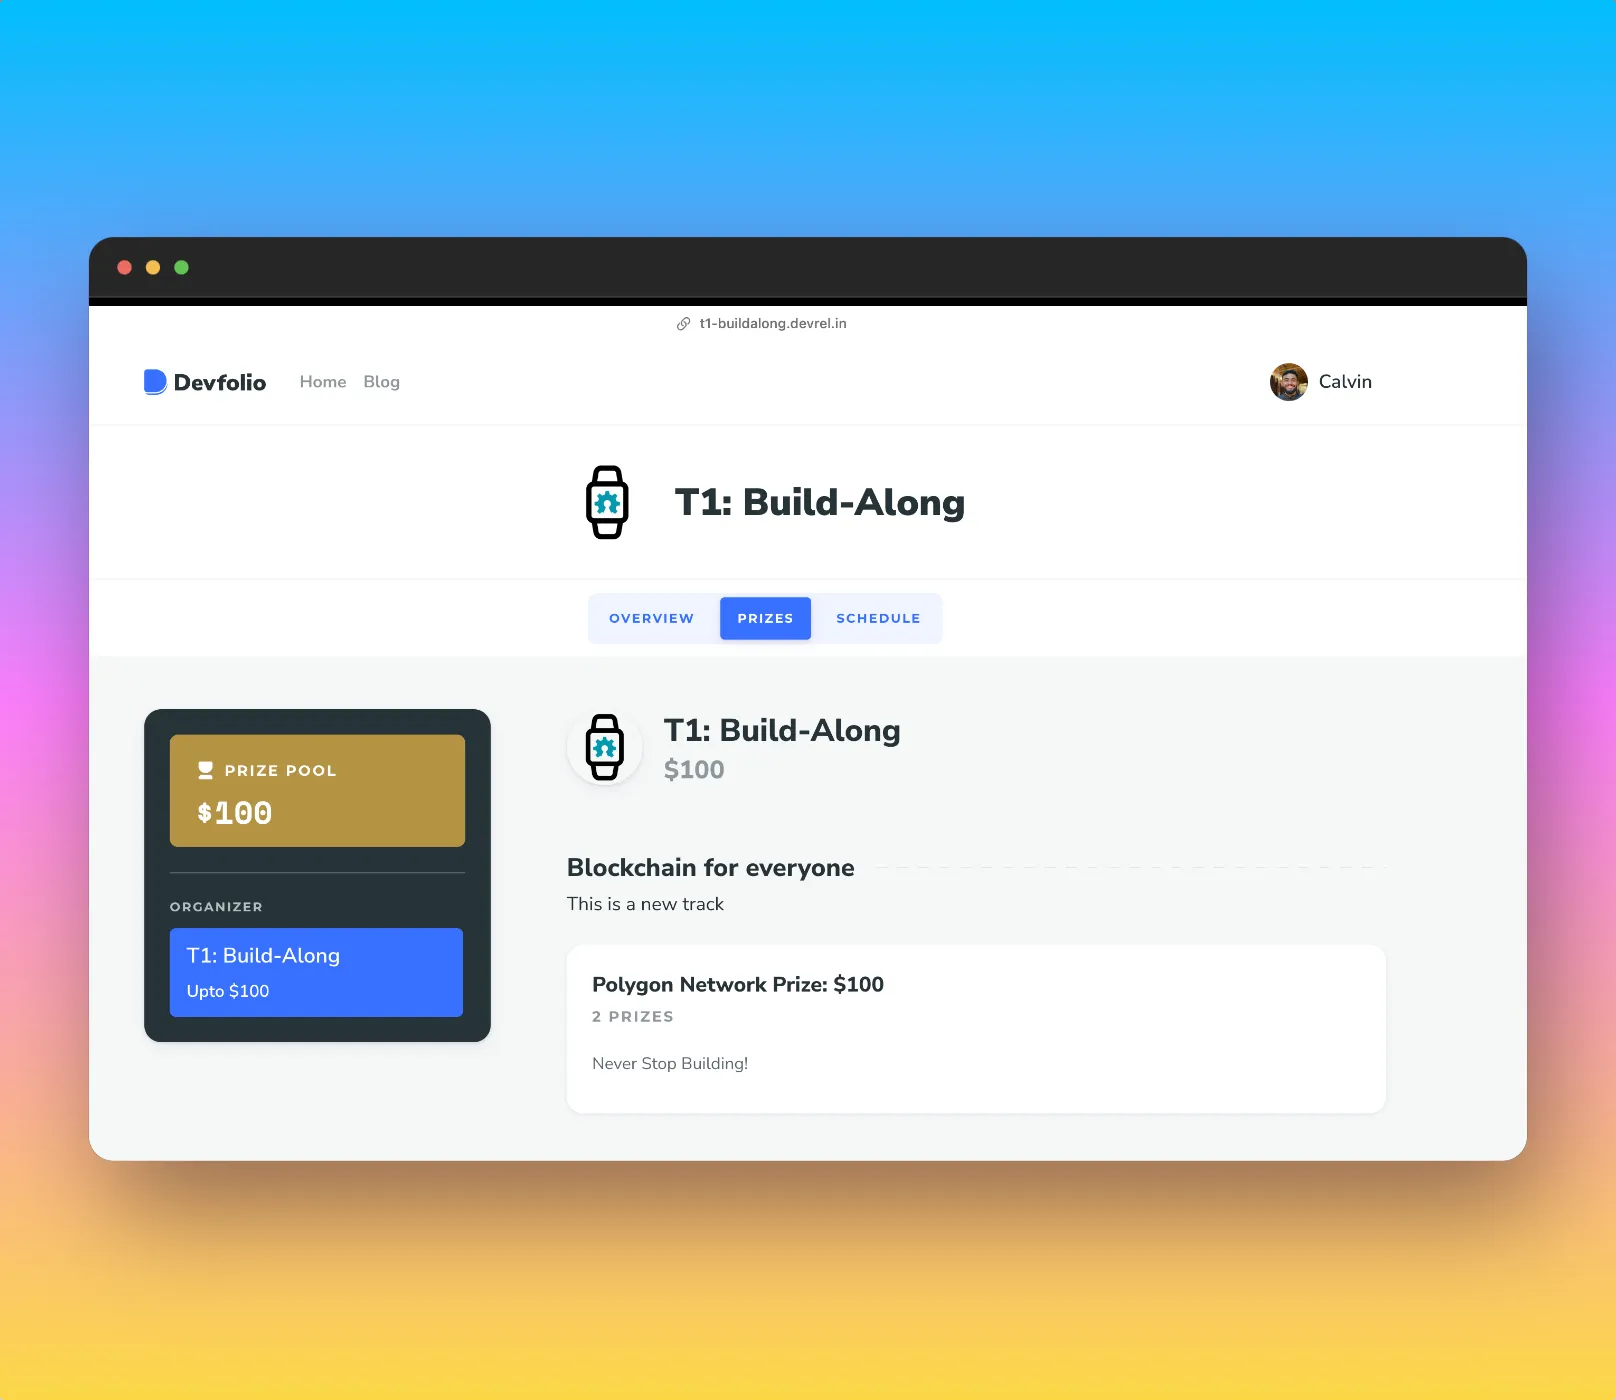 t1-buildalong.devrel.in
Devfolio Home Blog Calvin
T1: Build-Along
OVERVIEW PRIZES SCHEDULE
PRIZE POOL
$100
ORGANIZER
T1: Build-Along
Upto $100
T1: Build-Along
$100
Blockchain for everyone
This is a new track
Polygon Network Prize: $100
2 PRIZES
Never Stop Building!